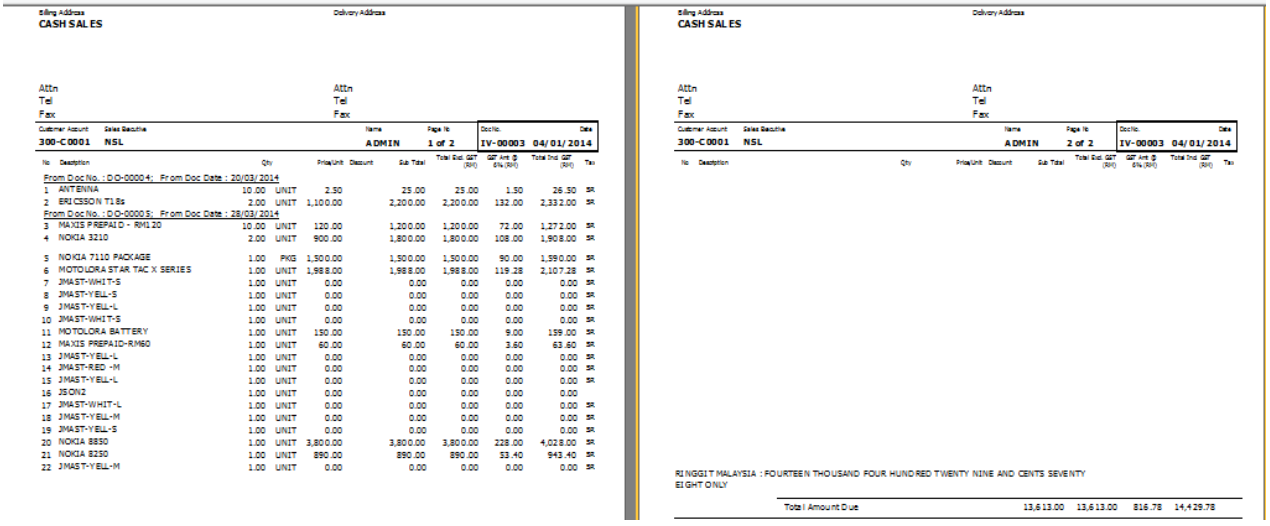 Billing Address Delivery Address
CASH SALES
Attn Attn
Tel Tel
Fax Fax
Customer Account Sales Executive Name Page No Doc No. Date
300-C0001 NSL ADMIN 1 of 2 IV-00003 04/01/2014
No Description Qty Price/Unit Discount Sub Total Total Excl. GST (RM) GST Amt @ 6% (RM) Total Incl. GST (RM) Tax
From Doc No. : DO-00004; From Doc Date : 20/03/2014
1 ANTENNA 10.00 UNIT 2.50 25.00 25.00 1.50 26.50 SR
2 ERICSSON T18s 2.00 UNIT 1,100.00 2,200.00 2,200.00 132.00 2,332.00 SR
From Doc No. : DO-00005; From Doc Date : 28/03/2014
3 MAXIS PREPAID - RM120 10.00 UNIT 120.00 1,200.00 1,200.00 72.00 1,272.00 SR
4 NOKIA 3210 2.00 UNIT 900.00 1,800.00 1,800.00 108.00 1,908.00 SR
5 NOKIA 7110 PACKAGE 1.00 PKG 1,500.00 1,500.00 1,500.00 90.00 1,590.00 SR
6 MOTOLORA STAR TAC X SERIES 1.00 UNIT 1,988.00 1,988.00 1,988.00 119.28 2,107.28 SR
7 JMAST-WHIT-S 1.00 UNIT 0.00 0.00 0.00 0.00 0.00 SR
8 JMAST-YELL-S 1.00 UNIT 0.00 0.00 0.00 0.00 0.00 SR
9 JMAST-YELL-L 1.00 UNIT 0.00 0.00 0.00 0.00 0.00 SR
10 JMAST-WHIT-S 1.00 UNIT 0.00 0.00 0.00 0.00 0.00 SR
11 MOTOLORA BATTERY 1.00 UNIT 150.00 150.00 150.00 9.00 159.00 SR
12 MAXIS PREPAID-RM60 1.00 UNIT 60.00 60.00 60.00 3.60 63.60 SR
13 JMAST-YELL-L 1.00 UNIT 0.00 0.00 0.00 0.00 0.00 SR
14 JMAST-RED -M 1.00 UNIT 0.00 0.00 0.00 0.00 0.00 SR
15 JMAST-YELL-L 1.00 UNIT 0.00 0.00 0.00 0.00 0.00 SR
16 JSON2 1.00 UNIT 0.00 0.00 0.00 0.00 0.00
17 JMAST-WHIT-L 1.00 UNIT 0.00 0.00 0.00 0.00 0.00 SR
18 JMAST-YELL-M 1.00 UNIT 0.00 0.00 0.00 0.00 0.00 SR
19 JMAST-YELL-S 1.00 UNIT 0.00 0.00 0.00 0.00 0.00 SR
20 NOKIA 8850 1.00 UNIT 3,800.00 3,800.00 3,800.00 228.00 4,028.00 SR
21 NOKIA 8250 1.00 UNIT 890.00 890.00 890.00 53.40 943.40 SR
22 JMAST-YELL-M 1.00 UNIT 0.00 0.00 0.00 0.00 0.00 SR
Billing Address Delivery Address
CASH SALES
Attn Attn
Tel Tel
Fax Fax
Customer Account Sales Executive Name Page No Doc No. Date
300-C0001 NSL ADMIN 2 of 2 IV-00003 04/01/2014
No Description Qty Price/Unit Discount Sub Total Total Excl. GST (RM) GST Amt @ 6% (RM) Total Incl. GST (RM) Tax
RINGGIT MALAYSIA : FOURTEEN THOUSAND FOUR HUNDRED TWENTY NINE AND CENTS SEVENTY
EIGHT ONLY
Total Amount Due 13,613.00 13,613.00 816.78 14,429.78